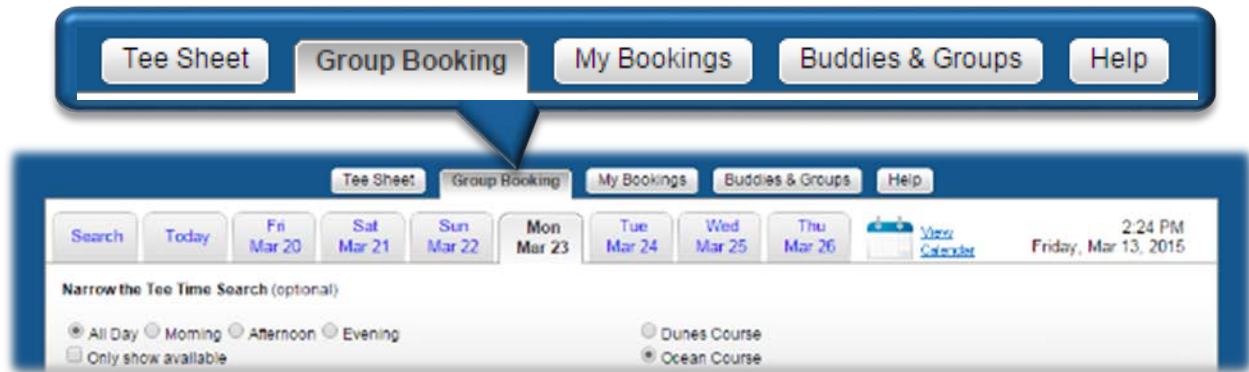 Tee Sheet Group Booking My Bookings Buddies & Groups Help
Tee Sheet Group Booking My Bookings Buddies & Groups Help
Search Today Fri Mar 20 Sat Mar 21 Sun Mar 22 Mon Mar 23 Tue Mar 24 Wed Mar 25 Thu Mar 26 View Calendar 2:24 PM
Friday, Mar 13, 2015
Narrow the Tee Time Search (optional)
All Day Morning Afternoon Evening Dunes Course
Only show available Ocean Course